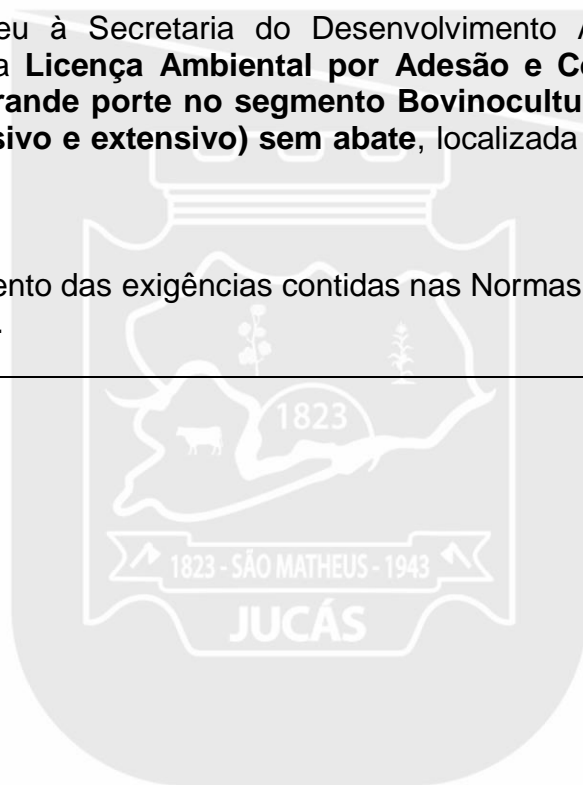 eu à Secretaria do Desenvolvimento A
a Licença Ambiental por Adesão e C
rande porte no segmento Bovinocultu
sivo e extensivo) sem abate, localizada
ento das exigências contidas nas Normas
.
1823
1823 - SÃO MATHEUS - 1943
JUCÁS